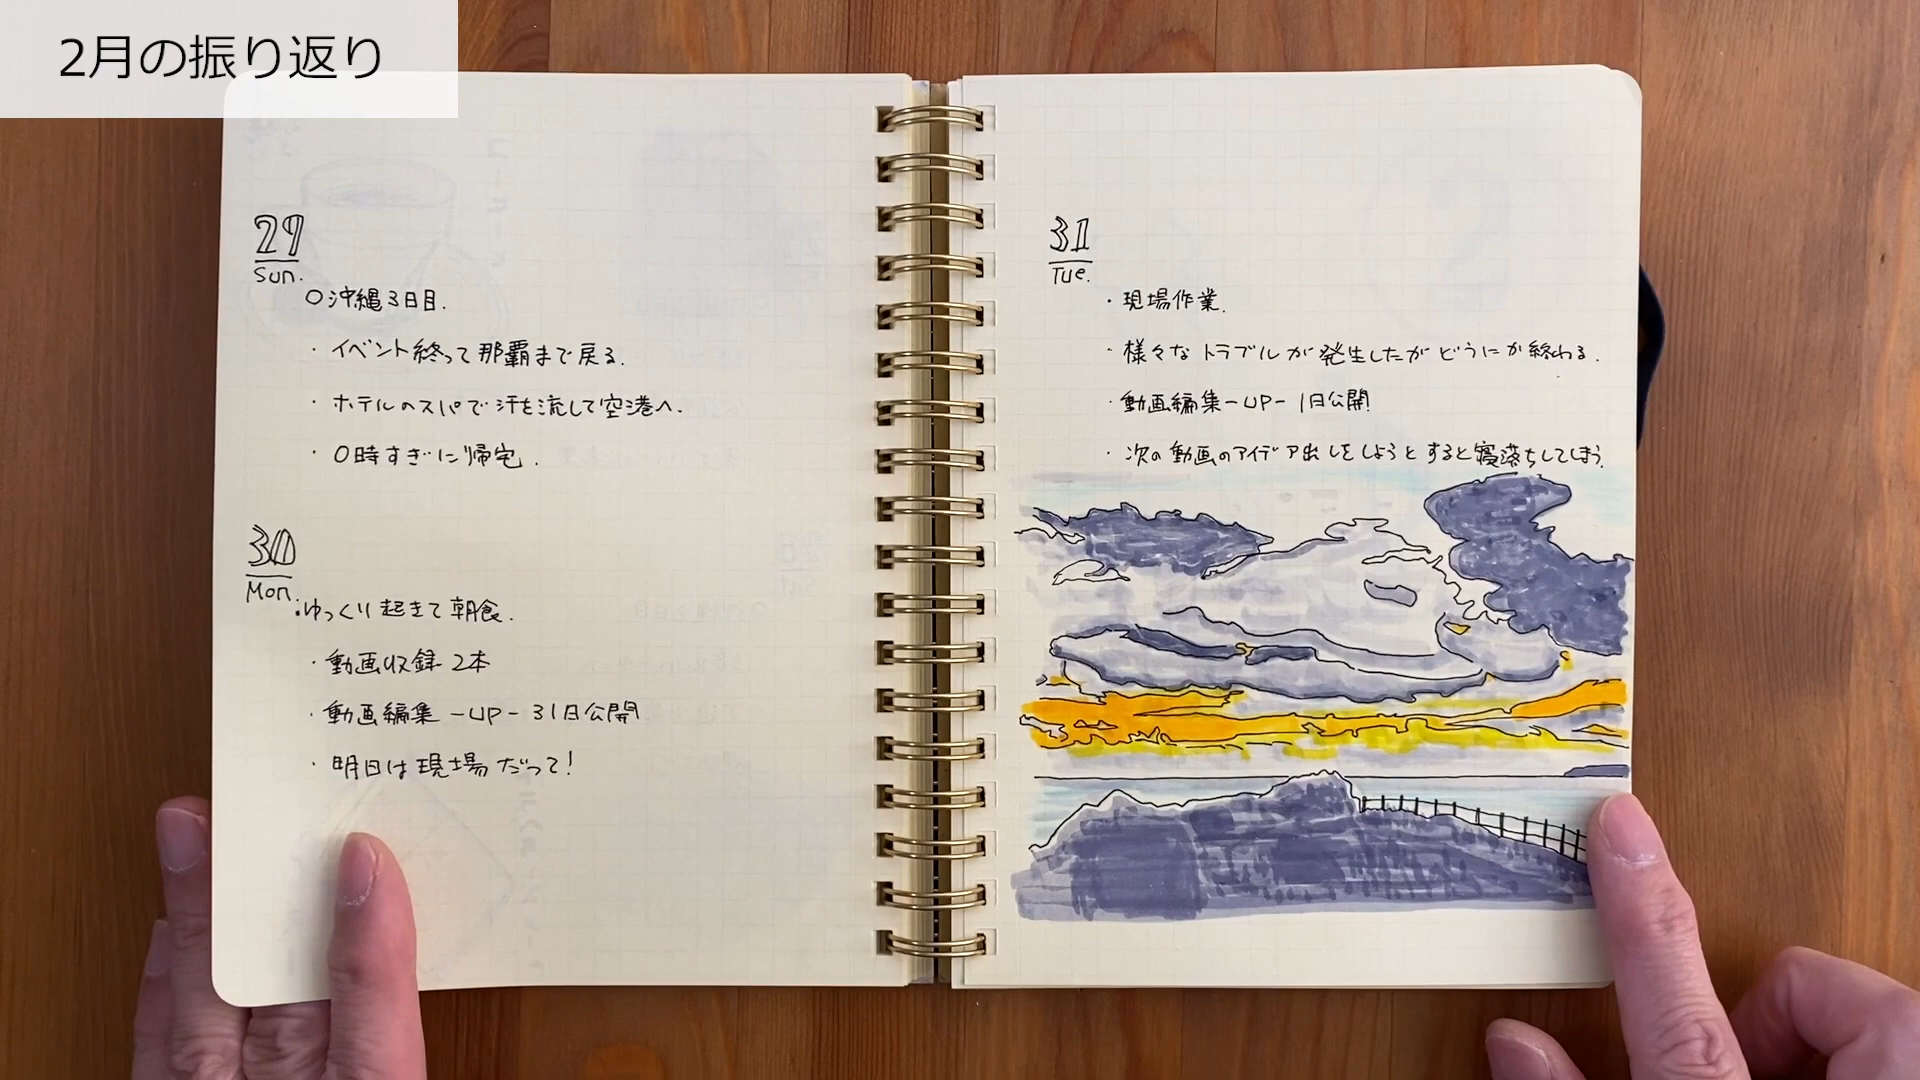 2月の振り返り
29
Sun.
○沖縄3日目.
・イベント終って那覇まで戻る.
・ホテルのスパで汗を流して空港へ.
・0時すぎに帰宅.
30
Mon.
・ゆっくり起きて朝食.
・動画収録2本
・動画編集-UP-31日公開
・明日は現場だって!
31
Tue.
・現場作業.
・様々なトラブルが発生したがどうにか終わる.
・動画編集-UP-1日公開
・次の動画のアイデア出しをしようとすると寝落ちしてしまう.